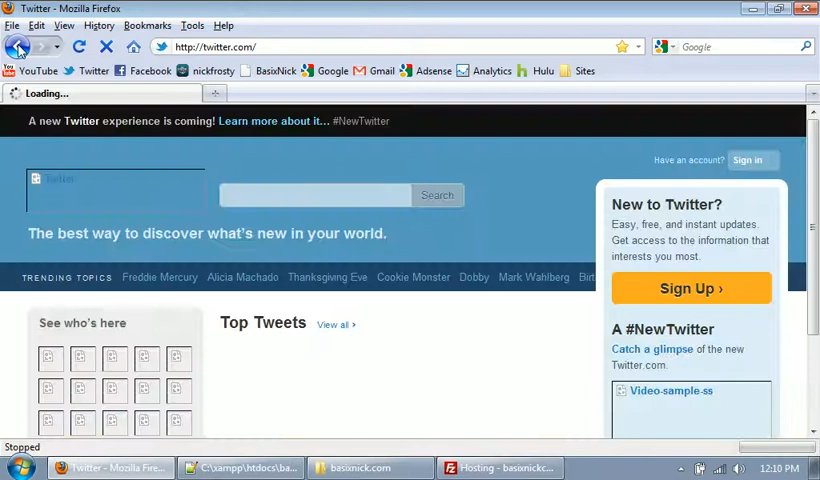 Twitter - Mozilla Firefox
File Edit View History Bookmarks Tools Help
http://twitter.com/
Google
YouTube Twitter Facebook nickfrosty BasixNick Google Gmail Adsense Analytics Hulu Sites
Loading...
A new Twitter experience is coming! Learn more about it... #NewTwitter
Have an account? Sign in
Twitter
Search
The best way to discover what's new in your world.
TRENDING TOPICS Freddie Mercury Alicia Machado Thanksgiving Eve Cookie Monster Dobby Mark Wahlberg Birt
New to Twitter?
Easy, free, and instant updates.
Get access to the information that
interests you most.
Sign Up ›
See who's here
Top Tweets View all ›
A #NewTwitter
Catch a glimpse of the new
Twitter.com.
Video-sample-ss
Stopped
Twitter - Mozilla Fire... C:\xampp\htdocs\ba... basixnick.com Hosting - basixnickc... 12:10 PM